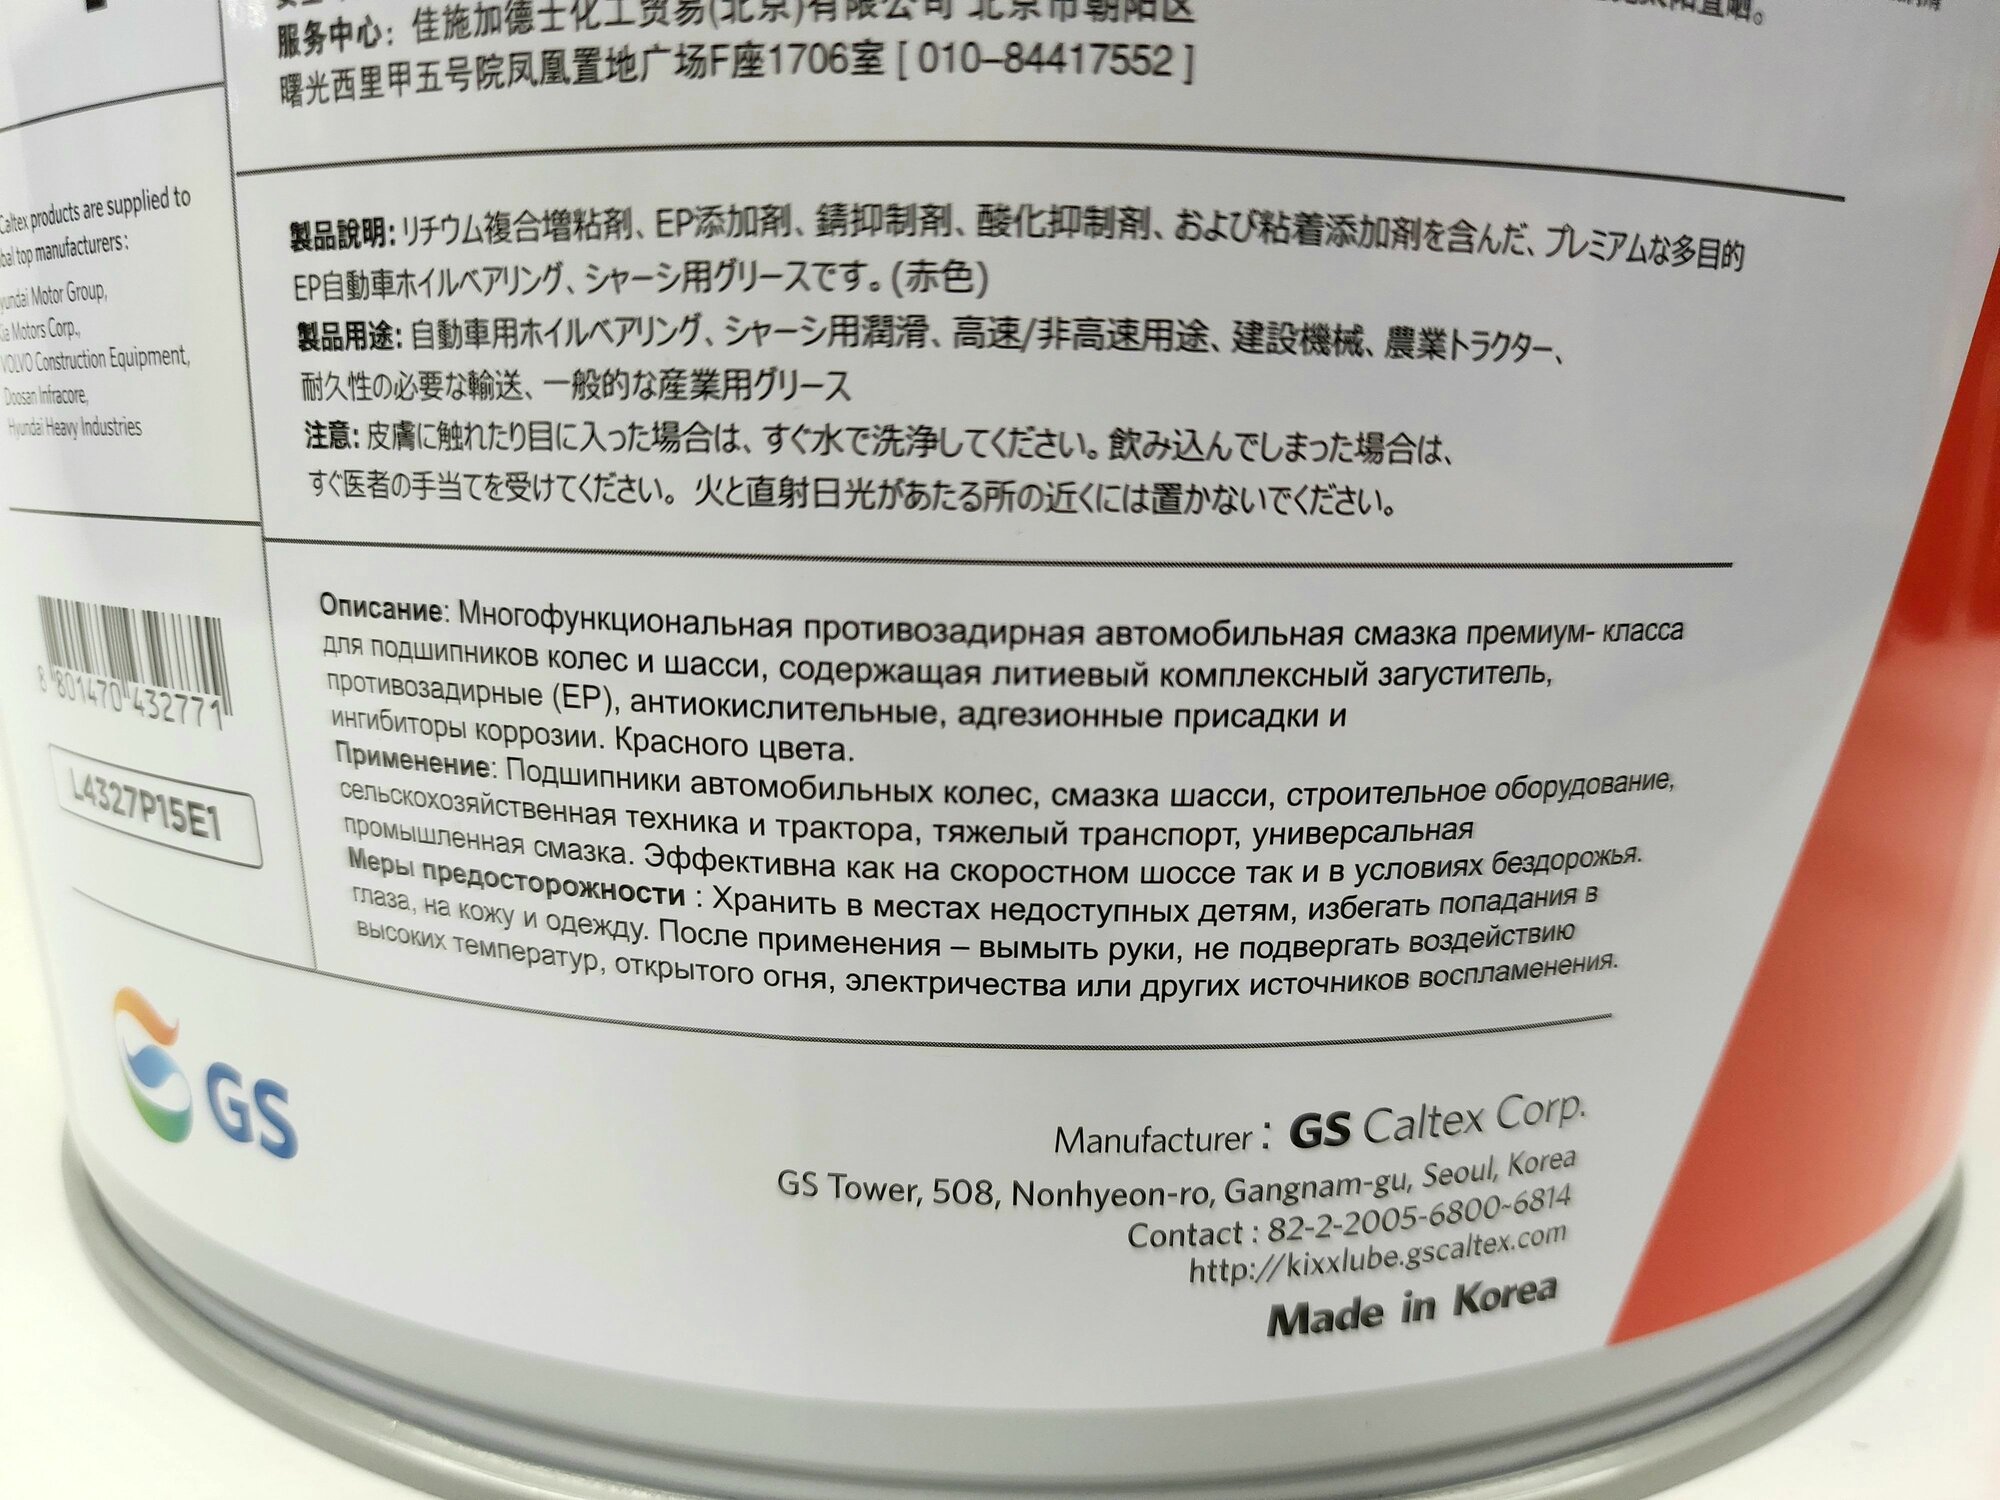 服务中心: 佳施加德士化工贸易(北京)有限公司 北京市朝阳区
曙光西里甲五号院凤凰置地广场F座1706室 [ 010-84417552 ]
Caltex products are supplied to
top manufacturers :
Hyundai Motor Group,
Kia Motors Corp.,
VOLVO Construction Equipment,
Doosan Infracore,
Hyundai Heavy Industries
8 801470 432771
L4327P15E1
製品說明: リチウム複合増粘剤、EP添加剤、錆抑制剤、酸化抑制剤、および粘着添加剤を含んだ、プレミアムな多目的
EP自動車ホイルベアリング、シャーシ用グリースです。(赤色)
製品用途: 自動車用ホイルベアリング、シャーシ用潤滑、高速/非高速用途、建設機械、農業トラクター、
耐久性の必要な輸送、一般的な産業用グリース
注意: 皮膚に触れたり目に入った場合は、すぐ水で洗浄してください。飲み込んでしまった場合は、
すぐ医者の手当てを受けてください。火と直射日光があたる所の近くには置かないでください。
Описание: Многофункциональная противозадирная автомобильная смазка премиум- класса
для подшипников колес и шасси, содержащая литиевый комплексный загуститель,
противозадирные (EP), антиокислительные, адгезионные присадки и
ингибиторы коррозии. Красного цвета.
Применение: Подшипники автомобильных колес, смазка шасси, строительное оборудование,
сельскохозяйственная техника и трактора, тяжелый транспорт, универсальная
промышленная смазка. Эффективна как на скоростном шоссе так и в условиях бездорожья.
Меры предосторожности : Хранить в местах недоступных детям, избегать попадания в
глаза, на кожу и одежду. После применения – вымыть руки, не подвергать воздействию
высоких температур, открытого огня, электричества или других источников воспламенения.
GS
Manufacturer : GS Caltex Corp.
GS Tower, 508, Nonhyeon-ro, Gangnam-gu, Seoul, Korea
Contact : 82-2-2005-6800~6814
http://kixxlube.gscaltex.com
Made in Korea